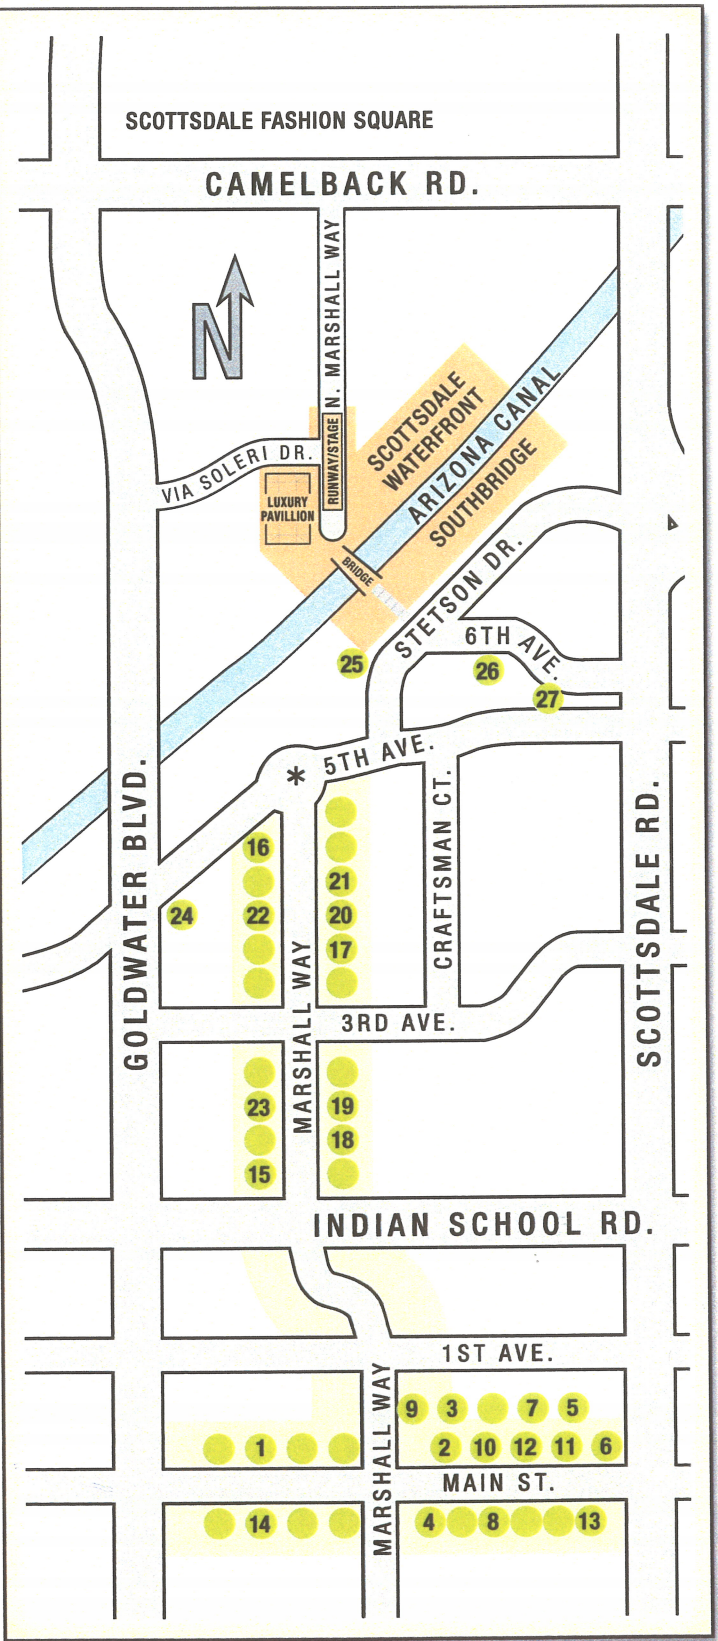 SCOTTSDALE FASHION SQUARE
CAMELBACK RD.
N
N. MARSHALL WAY
SCOTTSDALE
WATERFRONT
ARIZONA CANAL
SOUTHBRIDGE
RUNWAY/STAGE
VIA SOLERI DR.
LUXURY
PAVILLION
BRIDGE
STETSON DR.
6TH AVE.
25
26
27
5TH AVE.
*
GOLDWATER BLVD.
CRAFTSMAN CT.
SCOTTSDALE RD.
16
21
24
22
20
17
MARSHALL WAY
3RD AVE.
23
19
18
15
INDIAN SCHOOL RD.
1ST AVE.
MARSHALL WAY
9 3 7 5
1
2 10 12 11 6
MAIN ST.
14
4 8 13